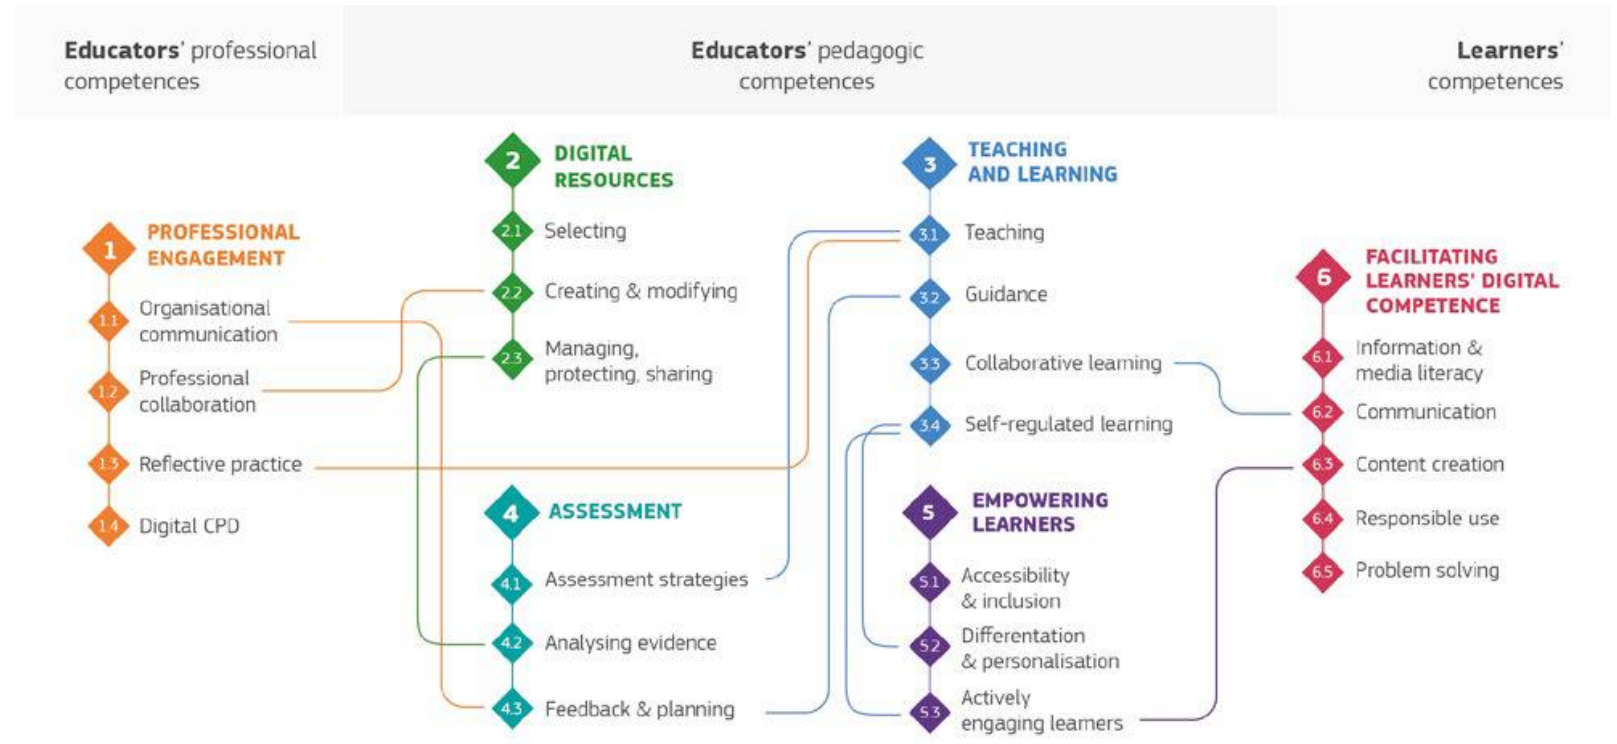 Educators' professional
competences
Educators' pedagogic
competences
Learners'
competences
1
PROFESSIONAL
ENGAGEMENT
1.1
Organisational
communication
1.2
Professional
collaboration
1.3
Reflective practice
1.4
Digital CPD
2
DIGITAL
RESOURCES
2.1
Selecting
2.2
Creating & modifying
2.3
Managing,
protecting, sharing
3
TEACHING
AND LEARNING
3.1
Teaching
3.2
Guidance
3.3
Collaborative learning
3.4
Self-regulated learning
4
ASSESSMENT
4.1
Assessment strategies
4.2
Analysing evidence
4.3
Feedback & planning
5
EMPOWERING
LEARNERS
5.1
Accessibility
& inclusion
5.2
Differentation
& personalisation
5.3
Actively
engaging learners
6
FACILITATING
LEARNERS' DIGITAL
COMPETENCE
6.1
Information &
media literacy
6.2
Communication
6.3
Content creation
6.4
Responsible use
6.5
Problem solving